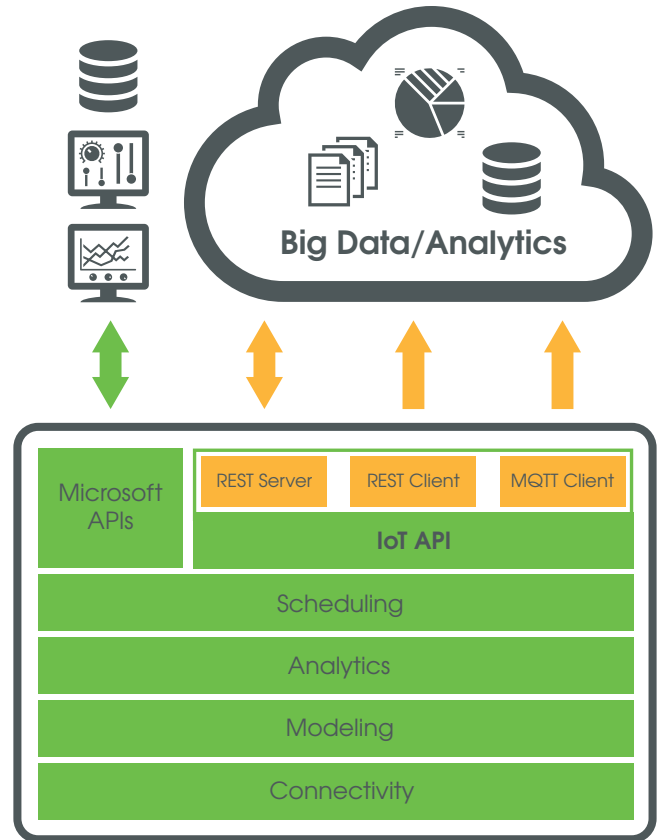 Big Data/Analytics
Microsoft
APIs
REST Server
REST Client
MQTT Client
IoT API
Scheduling
Analytics
Modeling
Connectivity